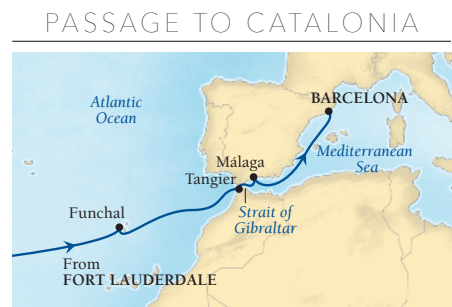 PASSAGE TO CATALONIA
Atlantic
Ocean
BARCELONA
Mediterranean
Sea
Málaga
Tangier
Strait of
Gibraltar
Funchal
From
FORT LAUDERDALE